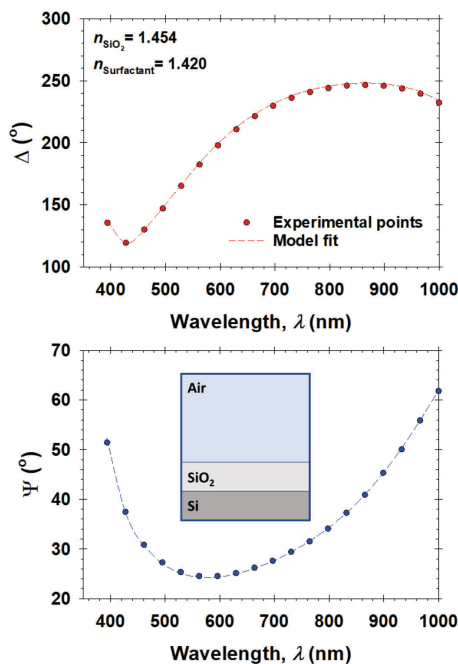 300
250
200
150
100
Δ (°)
n SiO₂ = 1.454
n Surfactant = 1.420
Experimental points
Model fit
400 500 600 700 800 900 1000
Wavelength, λ (nm)
70
60
50
40
30
20
Ψ (°)
Air
SiO₂
Si
400 500 600 700 800 900 1000
Wavelength, λ (nm)